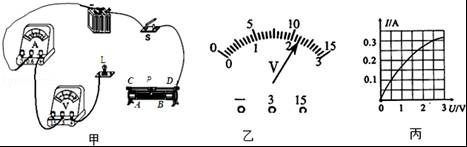 A
S
L
V
C P D
A B
甲
0 5 10 15
0 1 2 3
V
— 3 15
乙
I/A
0.3
0.2
0.1
0 1 2 3 U/V
丙